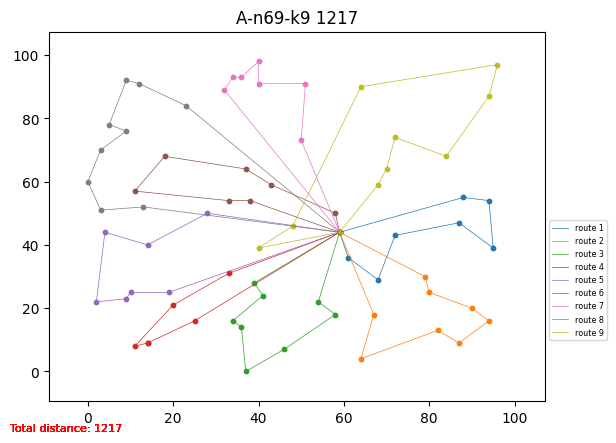 A-n69-k9 1217
100
80
60
40
20
0
0 20 40 60 80 100
route 1
route 2
route 3
route 4
route 5
route 6
route 7
route 8
route 9
Total distance: 1217